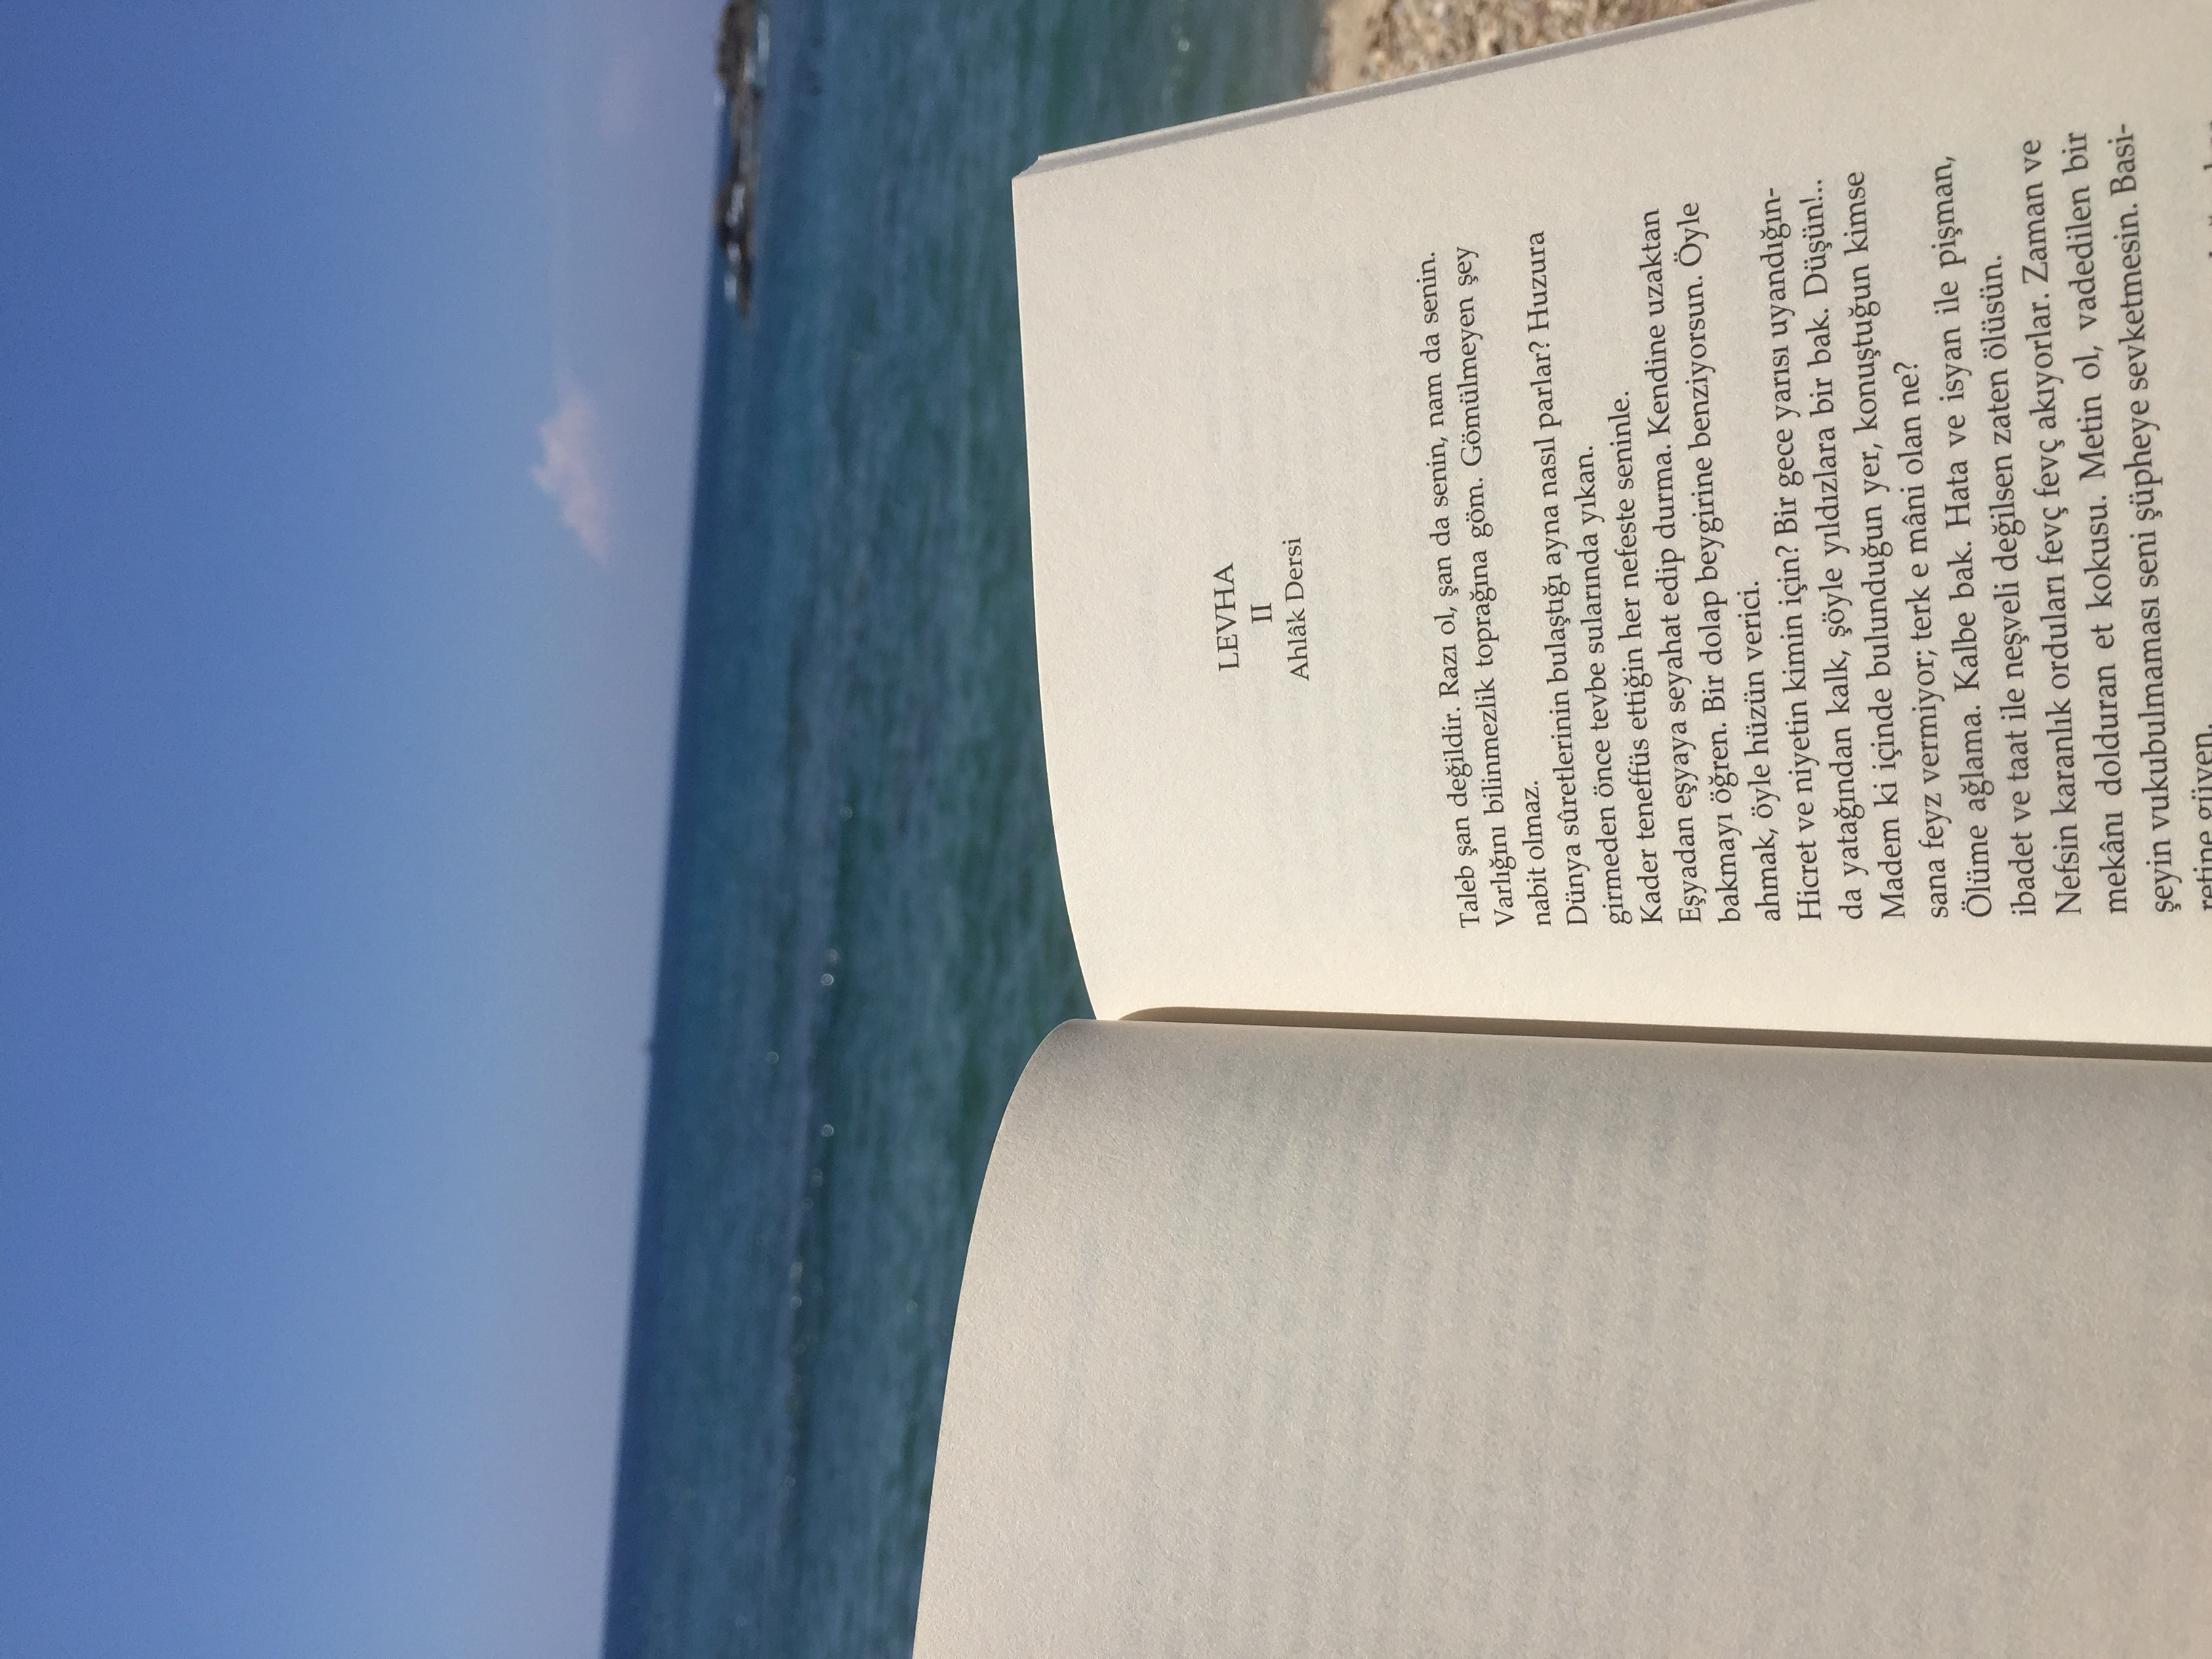 LEVHA
II
Ahlâk Dersi
Taleb şan değildir. Razı ol, şan da senin, nam da senin.
Varlığını bilinmezlik toprağına göm. Gömülmeyen şey
nabit olmaz.
Dünya sûretlerinin bulaştığı ayna nasıl parlar? Huzura
girmeden önce tevbe sularında yıkan.
Kader teneffüs ettiğin her nefeste seninle.
Eşyadan eşyaya seyahat edip durma. Kendine uzaktan
bakmayı öğren. Bir dolap beygirine benziyorsun. Öyle
ahmak, öyle hüzün verici.
Hicret ve niyetin kimin için? Bir gece yarısı uyandığın-
da yatağından kalk, şöyle yıldızlara bir bak. Düşün!..
Madem ki içinde bulunduğun yer, konuştuğun kimse
sana feyz vermiyor; terk e mâni olan ne?
Ölüme ağlama. Kalbe bak. Hata ve isyan ile pişman,
ibadet ve taat ile neşveli değilsen zaten ölüsün.
Nefsin karanlık orduları fevç fevç akıyorlar. Zaman ve
mekânı dolduran et kokusu. Metin ol, vadedilen bir
şeyin vukubulmaması seni şüpheye sevketmesin. Basi-
retine güven.